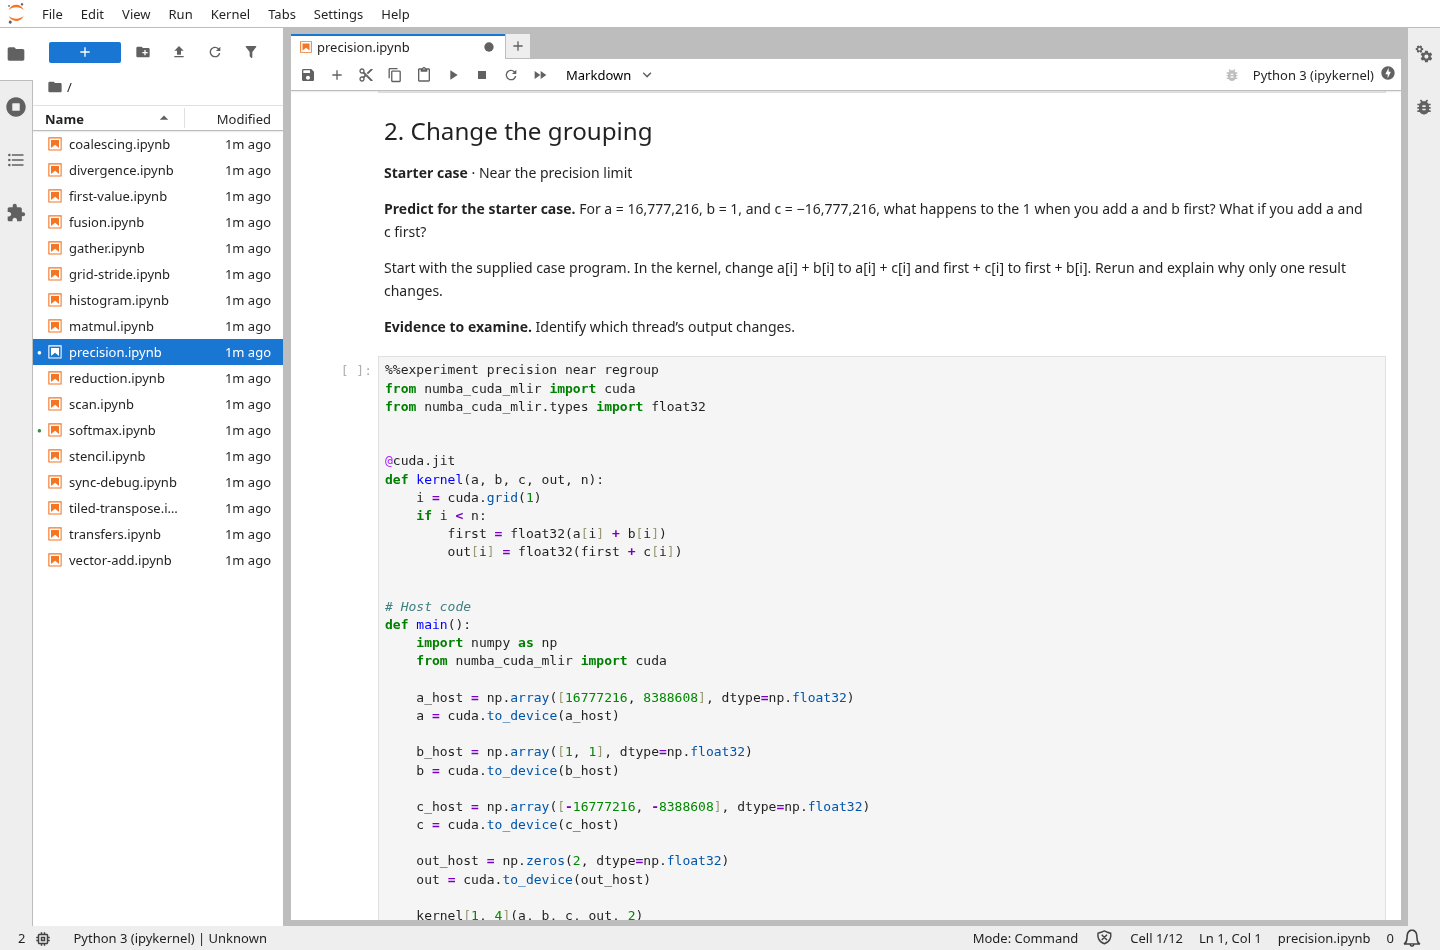 File Edit View Run Kernel Tabs Settings Help
+
/
Name Modified
coalescing.ipynb 1m ago
divergence.ipynb 1m ago
first-value.ipynb 1m ago
fusion.ipynb 1m ago
gather.ipynb 1m ago
grid-stride.ipynb 1m ago
histogram.ipynb 1m ago
matmul.ipynb 1m ago
precision.ipynb 1m ago
reduction.ipynb 1m ago
scan.ipynb 1m ago
softmax.ipynb 1m ago
stencil.ipynb 1m ago
sync-debug.ipynb 1m ago
tiled-transpose.i... 1m ago
transfers.ipynb 1m ago
vector-add.ipynb 1m ago
precision.ipynb
Markdown
Python 3 (ipykernel)
2. Change the grouping
Starter case · Near the precision limit
Predict for the starter case. For a = 16,777,216, b = 1, and c = −16,777,216, what happens to the 1 when you add a and b first? What if you add a and
c first?
Start with the supplied case program. In the kernel, change a[i] + b[i] to a[i] + c[i] and first + c[i] to first + b[i]. Rerun and explain why only one result
changes.
Evidence to examine. Identify which thread’s output changes.
[ ]:
%%experiment precision near regroup
from numba_cuda_mlir import cuda
from numba_cuda_mlir.types import float32
@cuda.jit
def kernel(a, b, c, out, n):
    i = cuda.grid(1)
    if i < n:
        first = float32(a[i] + b[i])
        out[i] = float32(first + c[i])
# Host code
def main():
    import numpy as np
    from numba_cuda_mlir import cuda
    a_host = np.array([16777216, 8388608], dtype=np.float32)
    a = cuda.to_device(a_host)
    b_host = np.array([1, 1], dtype=np.float32)
    b = cuda.to_device(b_host)
    c_host = np.array([-16777216, -8388608], dtype=np.float32)
    c = cuda.to_device(c_host)
    out_host = np.zeros(2, dtype=np.float32)
    out = cuda.to_device(out_host)
    kernel[1, 4](a, b, c, out, 2)
2 Python 3 (ipykernel) | Unknown Mode: Command Cell 1/12 Ln 1, Col 1 precision.ipynb 0